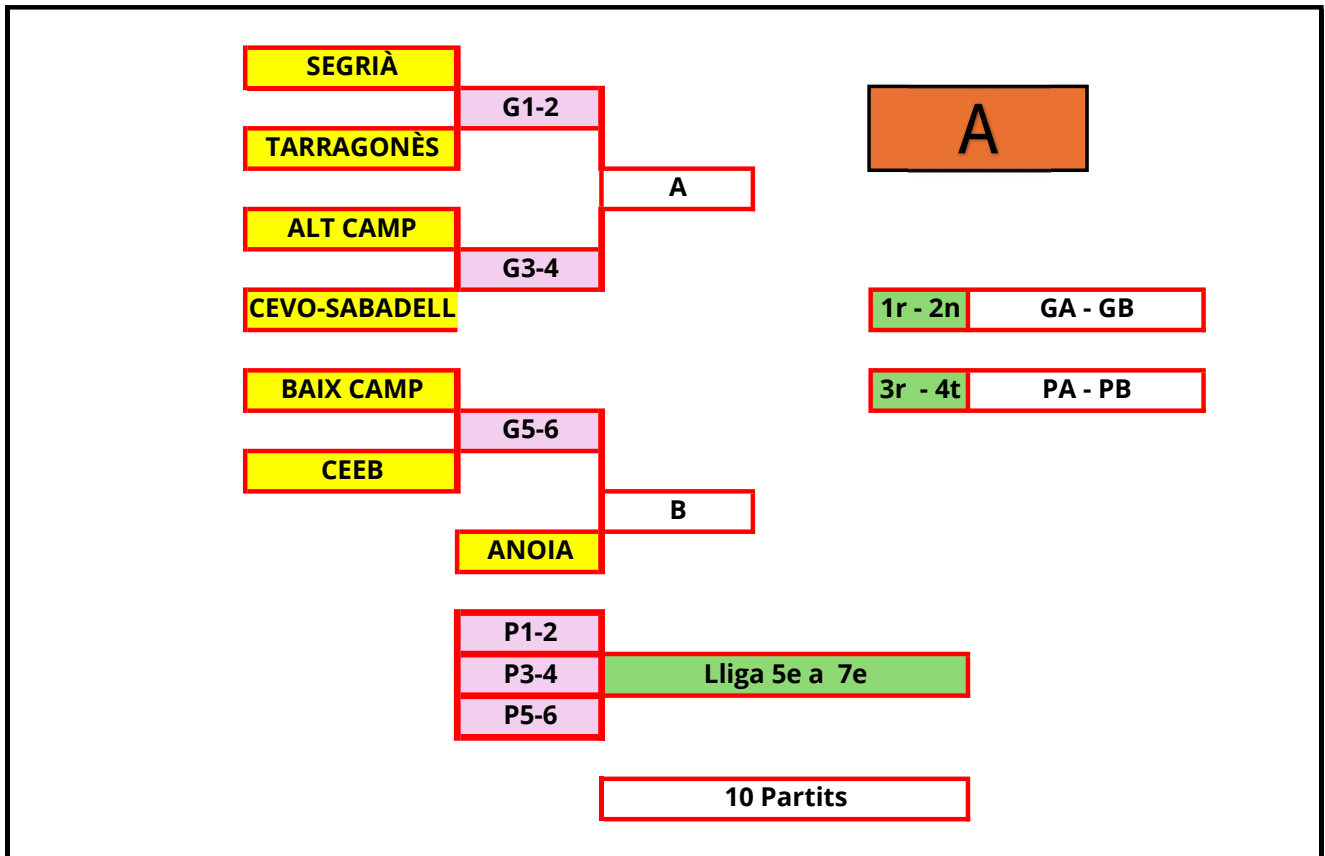 SEGRIÀ
G1-2
A
TARRAGONÈS
A
ALT CAMP
G3-4
CEVO-SABADELL
1r - 2n GA - GB
BAIX CAMP
3r - 4t PA - PB
G5-6
CEEB
B
ANOIA
P1-2
P3-4 Lliga 5e a 7e
P5-6
10 Partits